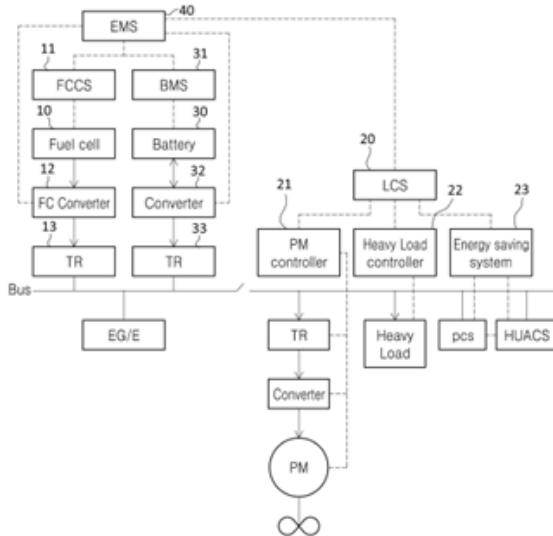 40
EMS
11
31
FCCS
BMS
10
30
20
Fuel cell
Battery
LCS
12
32
21
22
23
FC Converter
Converter
13
33
PM
controller
Heavy Load
controller
Energy saving
system
TR
TR
Bus
EG/E
TR
Heavy
Load
pcs
HUACS
Converter
PM